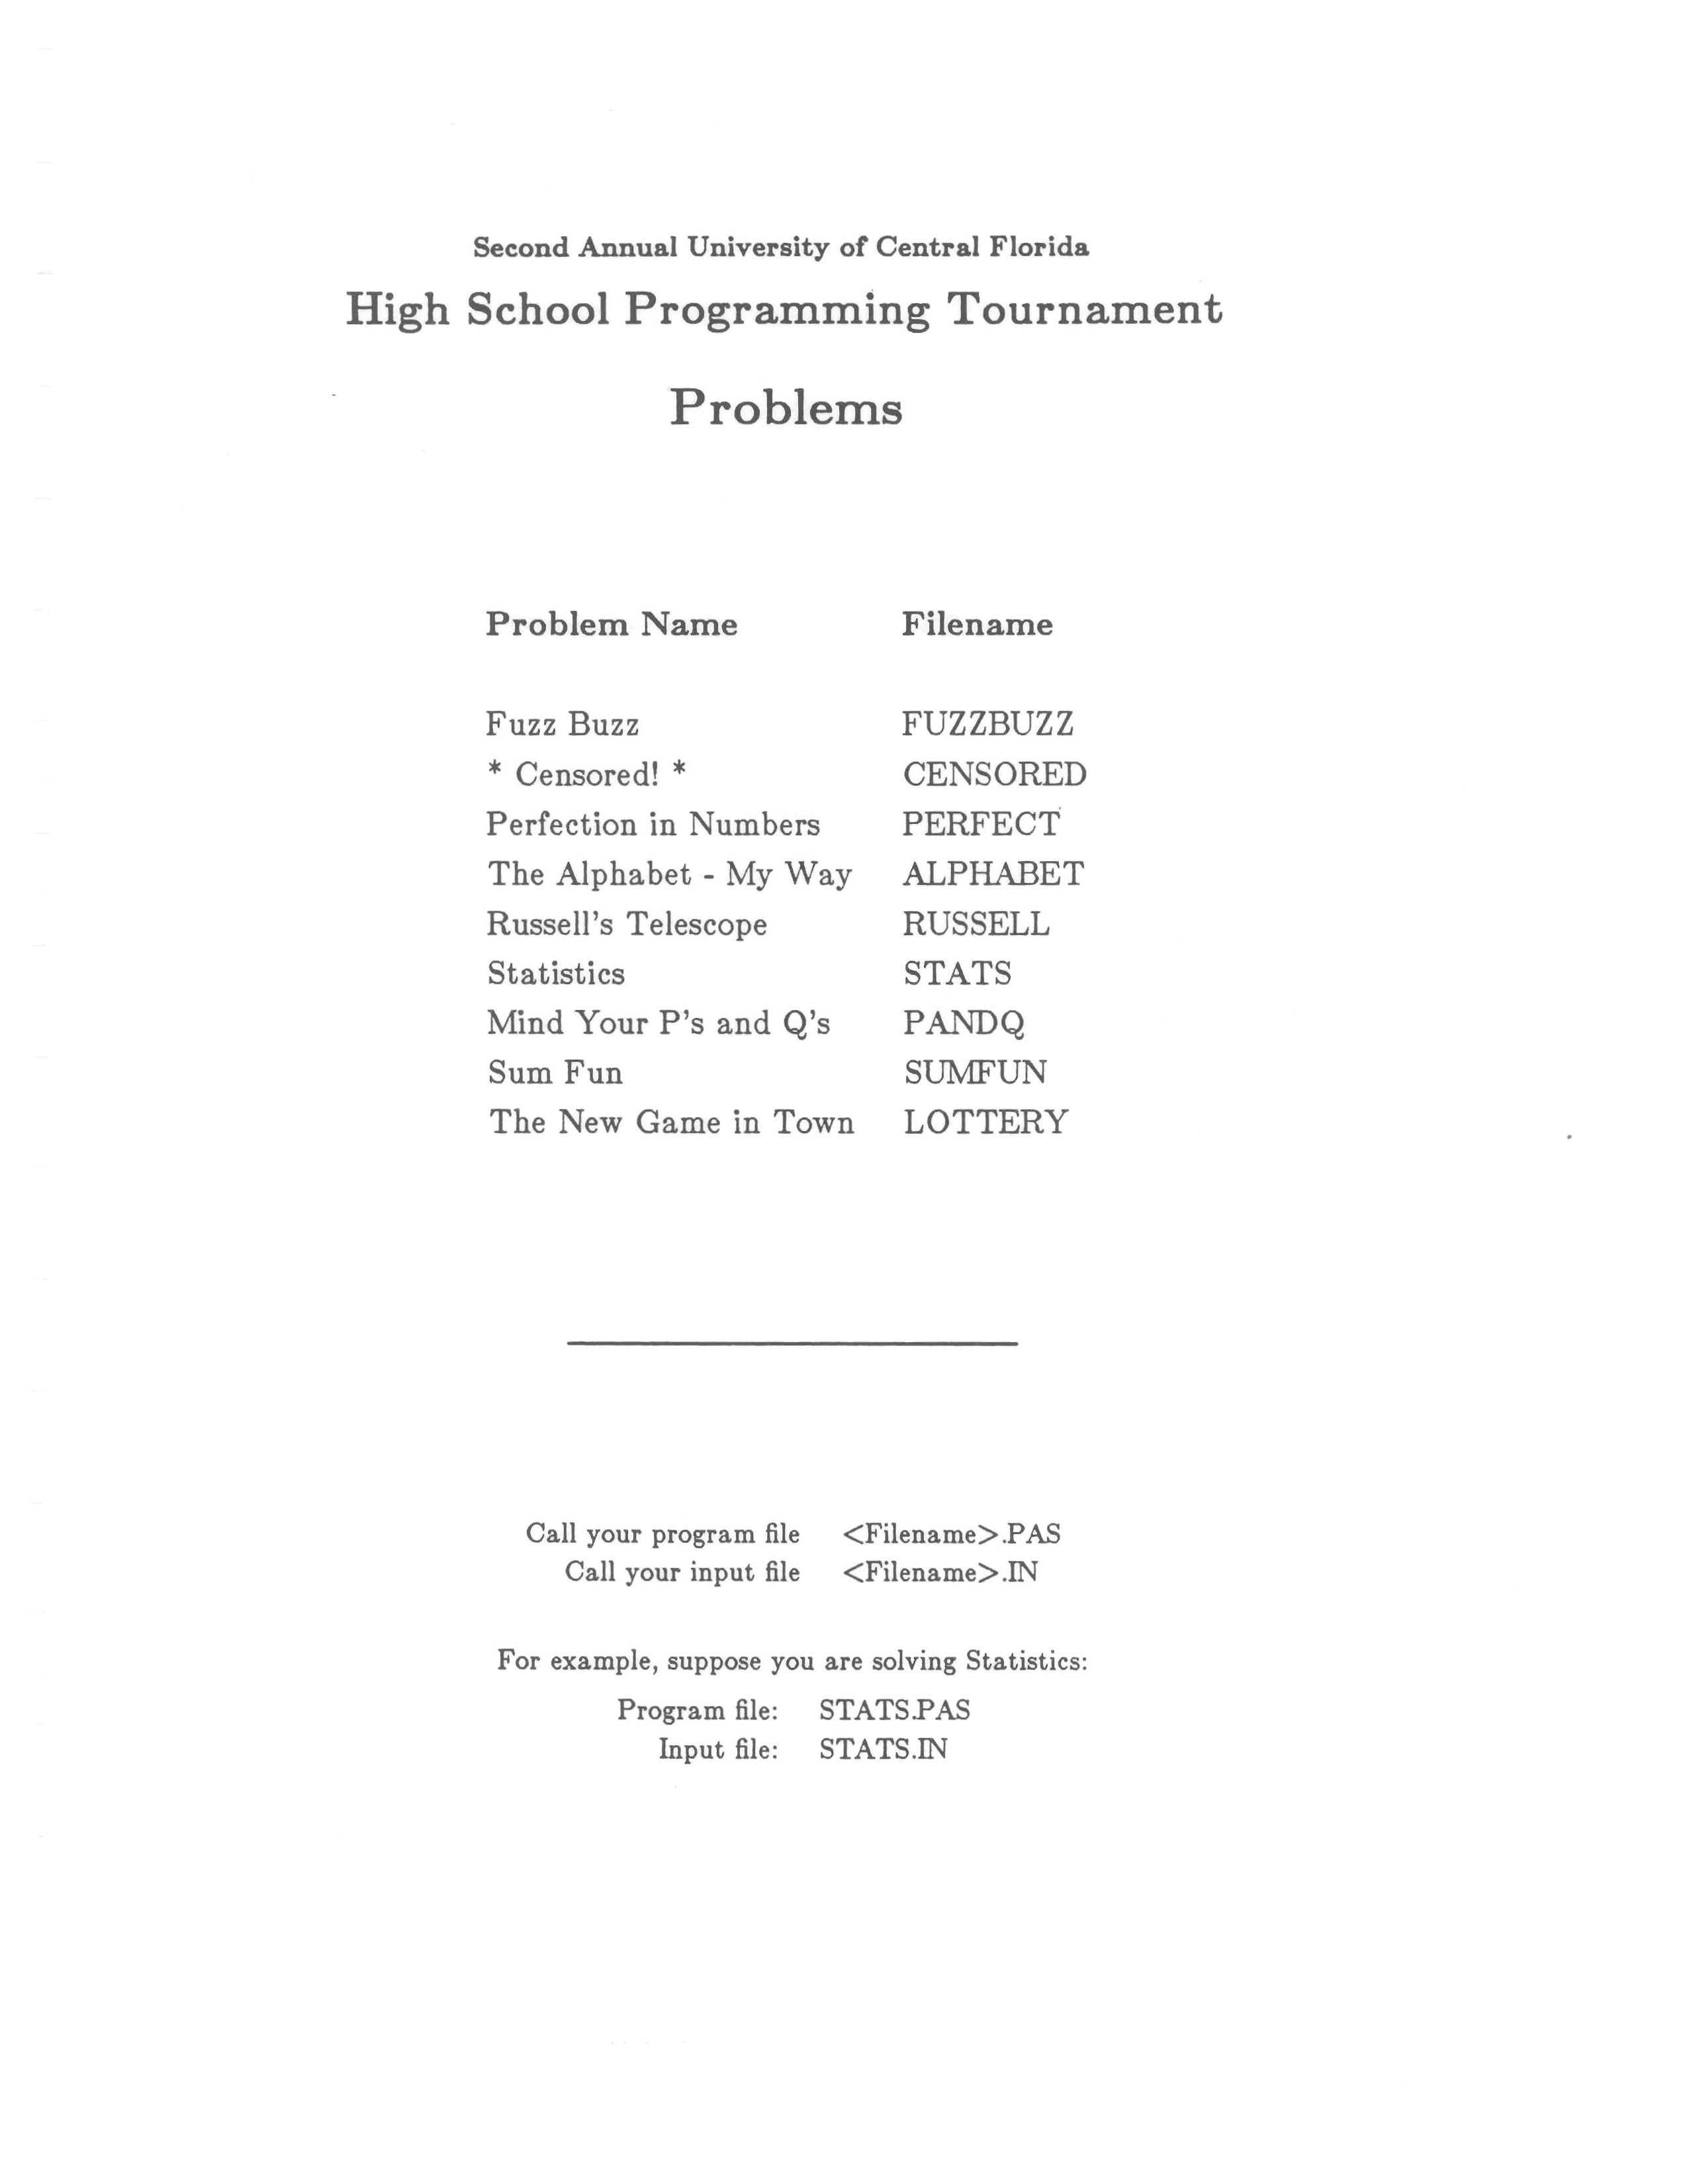 Second Annual University of Central Florida
High School Programming Tournament
Problems
Problem Name Filename
Fuzz Buzz FUZZBUZZ
* Censored! * CENSORED
Perfection in Numbers PERFECT
The Alphabet - My Way ALPHABET
Russell's Telescope RUSSELL
Statistics STATS
Mind Your P's and Q's PANDQ
Sum Fun SUMFUN
The New Game in Town LOTTERY
Call your program file <Filename>.PAS
Call your input file <Filename>.IN
For example, suppose you are solving Statistics:
Program file: STATS.PAS
Input file: STATS.IN